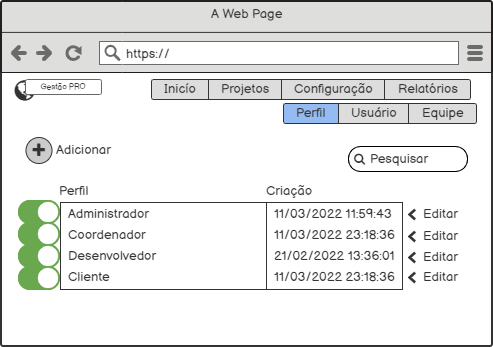 A Web Page
https://
Gestão PRO
Início Projetos Configuração Relatórios
Perfil Usuário Equipe
Adicionar
Pesquisar
Perfil Criação
Administrador 11/03/2022 11:59:43 Editar
Coordenador 11/03/2022 23:18:36 Editar
Desenvolvedor 21/02/2022 13:36:01 Editar
Cliente 11/03/2022 23:18:36 Editar